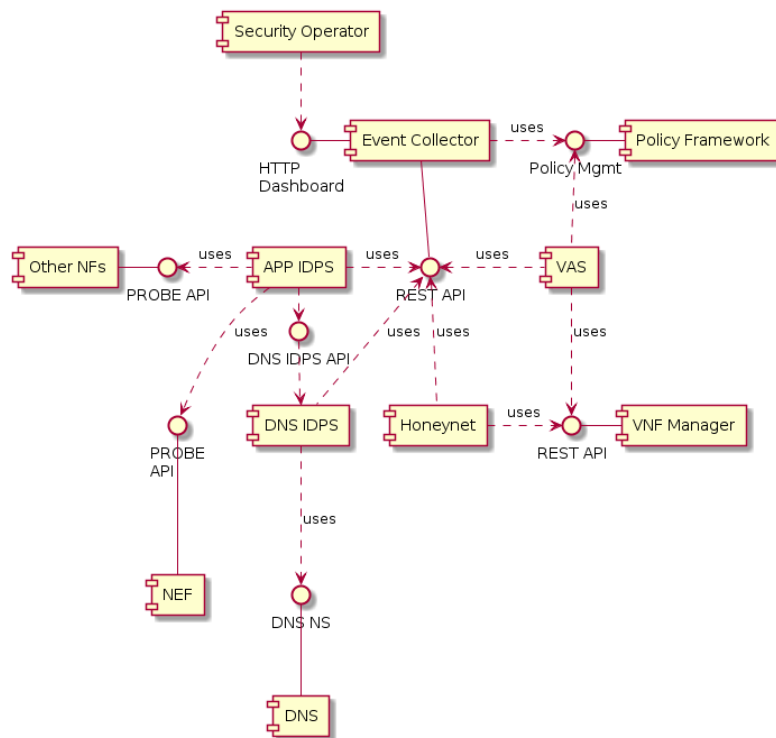 Security Operator
Event Collector
uses
Policy Framework
HTTP
Dashboard
Policy Mgmt
uses
Other NFs
uses
APP IDPS
uses
uses
VAS
PROBE API
REST API
uses
uses
uses
uses
DNS IDPS API
DNS IDPS
Honeynet
uses
VNF Manager
PROBE
API
REST API
uses
NEF
DNS NS
DNS